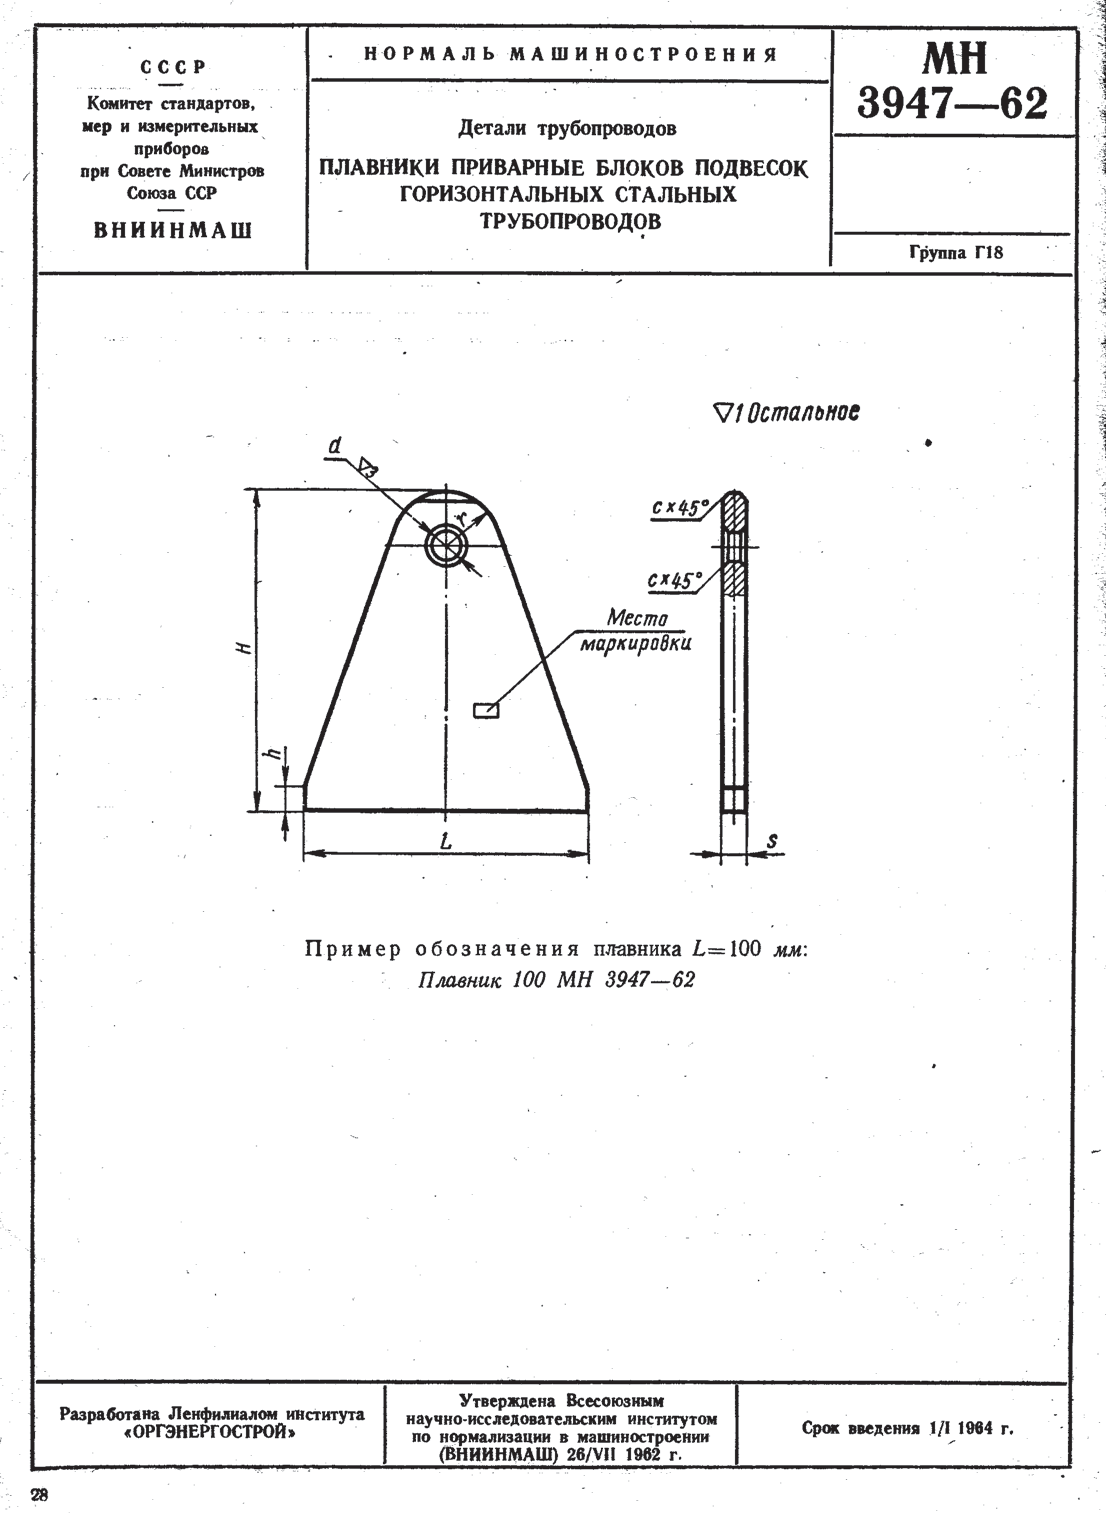 СССР
Комитет стандартов,
мер и измерительных
приборов
при Совете Министров
Союза ССР
ВНИИНМАШ
НОРМАЛЬ МАШИНОСТРОЕНИЯ
Детали трубопроводов
ПЛАВНИКИ ПРИВАРНЫЕ БЛОКОВ ПОДВЕСОК
ГОРИЗОНТАЛЬНЫХ СТАЛЬНЫХ
ТРУБОПРОВОДОВ
МН
3947—62
Группа Г18
▽1 Остальное
d
▽3
r
c×45°
c×45°
Место
маркировки
H
h
L
s
Пример обозначения плавника L=100 мм:
Плавник 100 МН 3947—62
Разработана Ленфилиалом института
«ОРГЭНЕРГОСТРОЙ»
Утверждена Всесоюзным
научно-исследовательским институтом
по нормализации в машиностроении
(ВНИИНМАШ) 26/VII 1962 г.
Срок введения 1/I 1964 г.
28